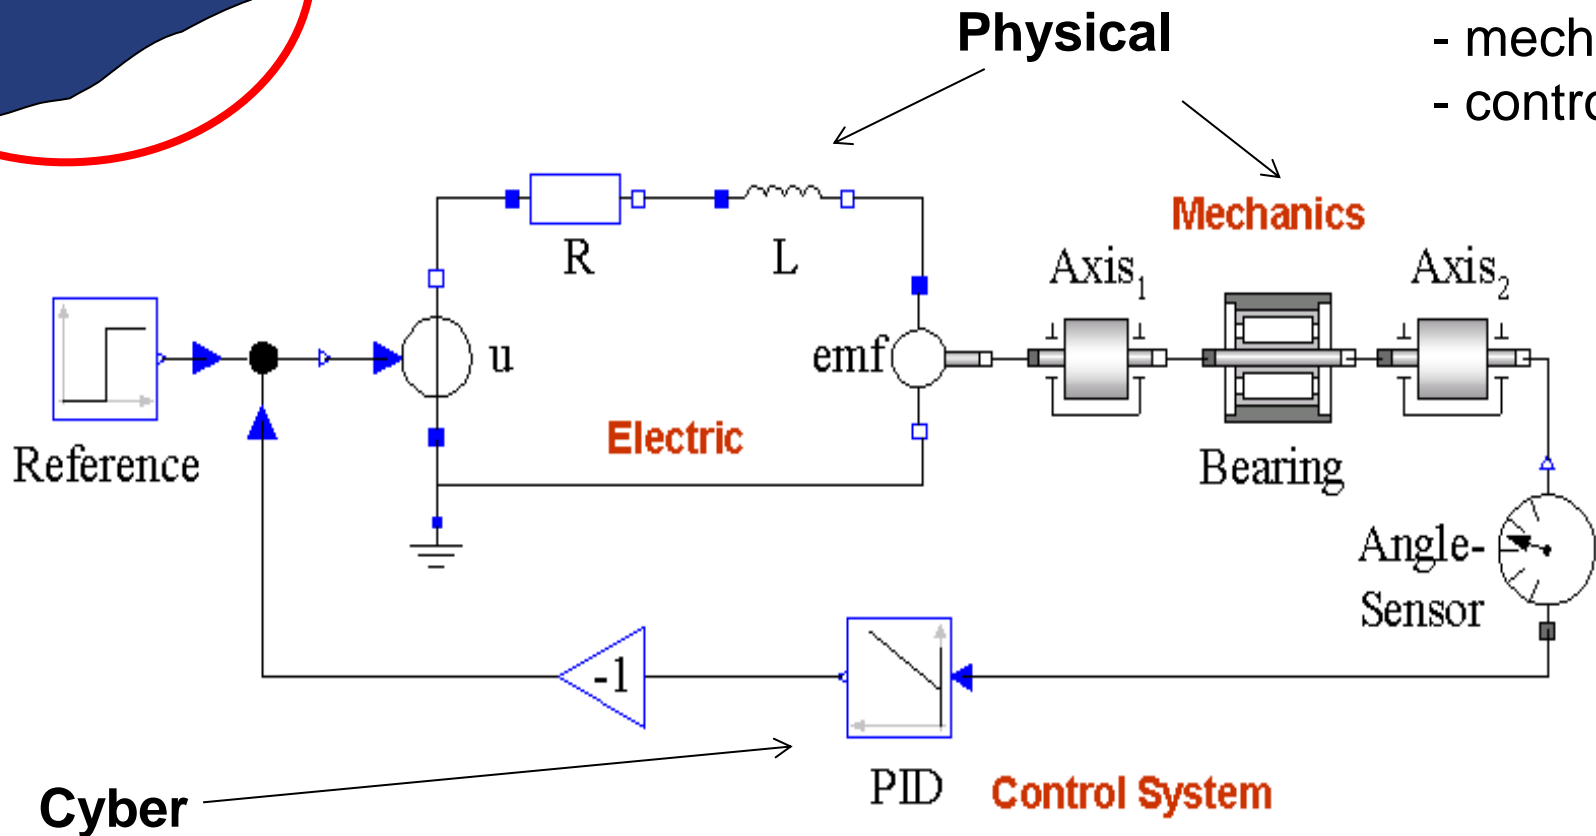 Physical
- mech
- contro
Mechanics
R
L
Axis1
Axis2
u
emf
Electric
Reference
Bearing
Angle-
Sensor
-1
PID
Control System
Cyber